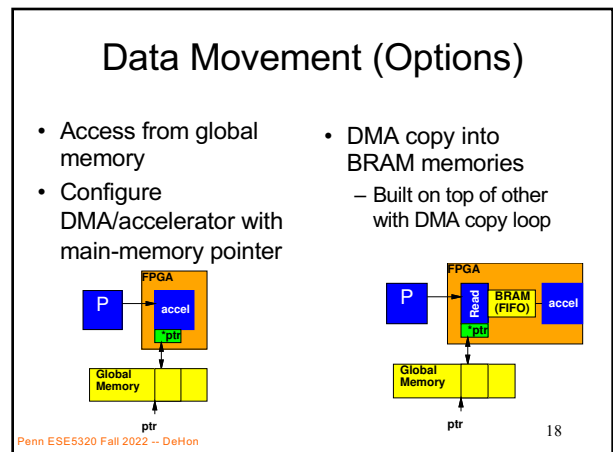 Data Movement (Options)
• Access from global
memory
• Configure
DMA/accelerator with
main-memory pointer
• DMA copy into
BRAM memories
– Built on top of other
with DMA copy loop
FPGA
P
accel
*ptr
Global
Memory
ptr
FPGA
P
Read
BRAM
(FIFO)
accel
*ptr
Global
Memory
ptr
Penn ESE5320 Fall 2022 -- DeHon
18